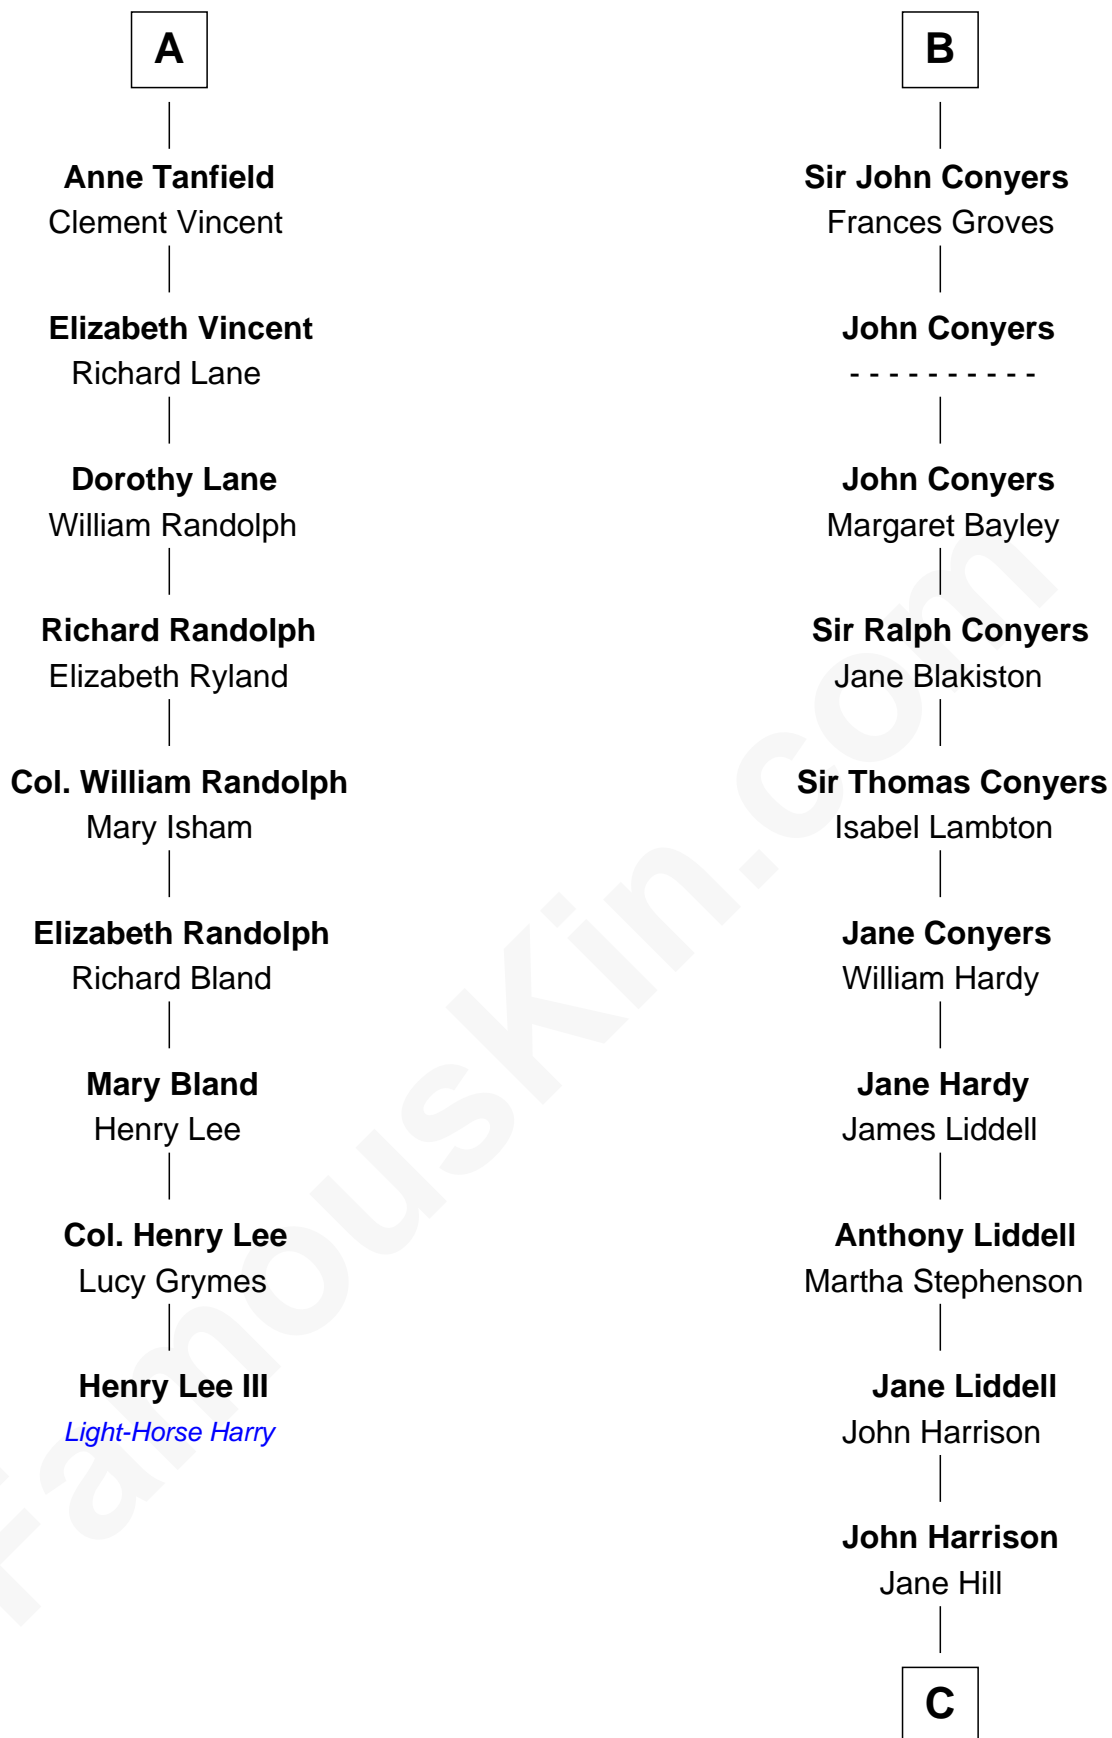 A
Anne Tanfield
Clement Vincent
Elizabeth Vincent
Richard Lane
Dorothy Lane
William Randolph
Richard Randolph
Elizabeth Ryland
Col. William Randolph
Mary Isham
Elizabeth Randolph
Richard Bland
Mary Bland
Henry Lee
Col. Henry Lee
Lucy Grymes
Henry Lee III
Light-Horse Harry
B
Sir John Conyers
Frances Groves
John Conyers
- - - - - - - - - -
John Conyers
Margaret Bayley
Sir Ralph Conyers
Jane Blakiston
Sir Thomas Conyers
Isabel Lambton
Jane Conyers
William Hardy
Jane Hardy
James Liddell
Anthony Liddell
Martha Stephenson
Jane Liddell
John Harrison
John Harrison
Jane Hill
C
FamousKin.com